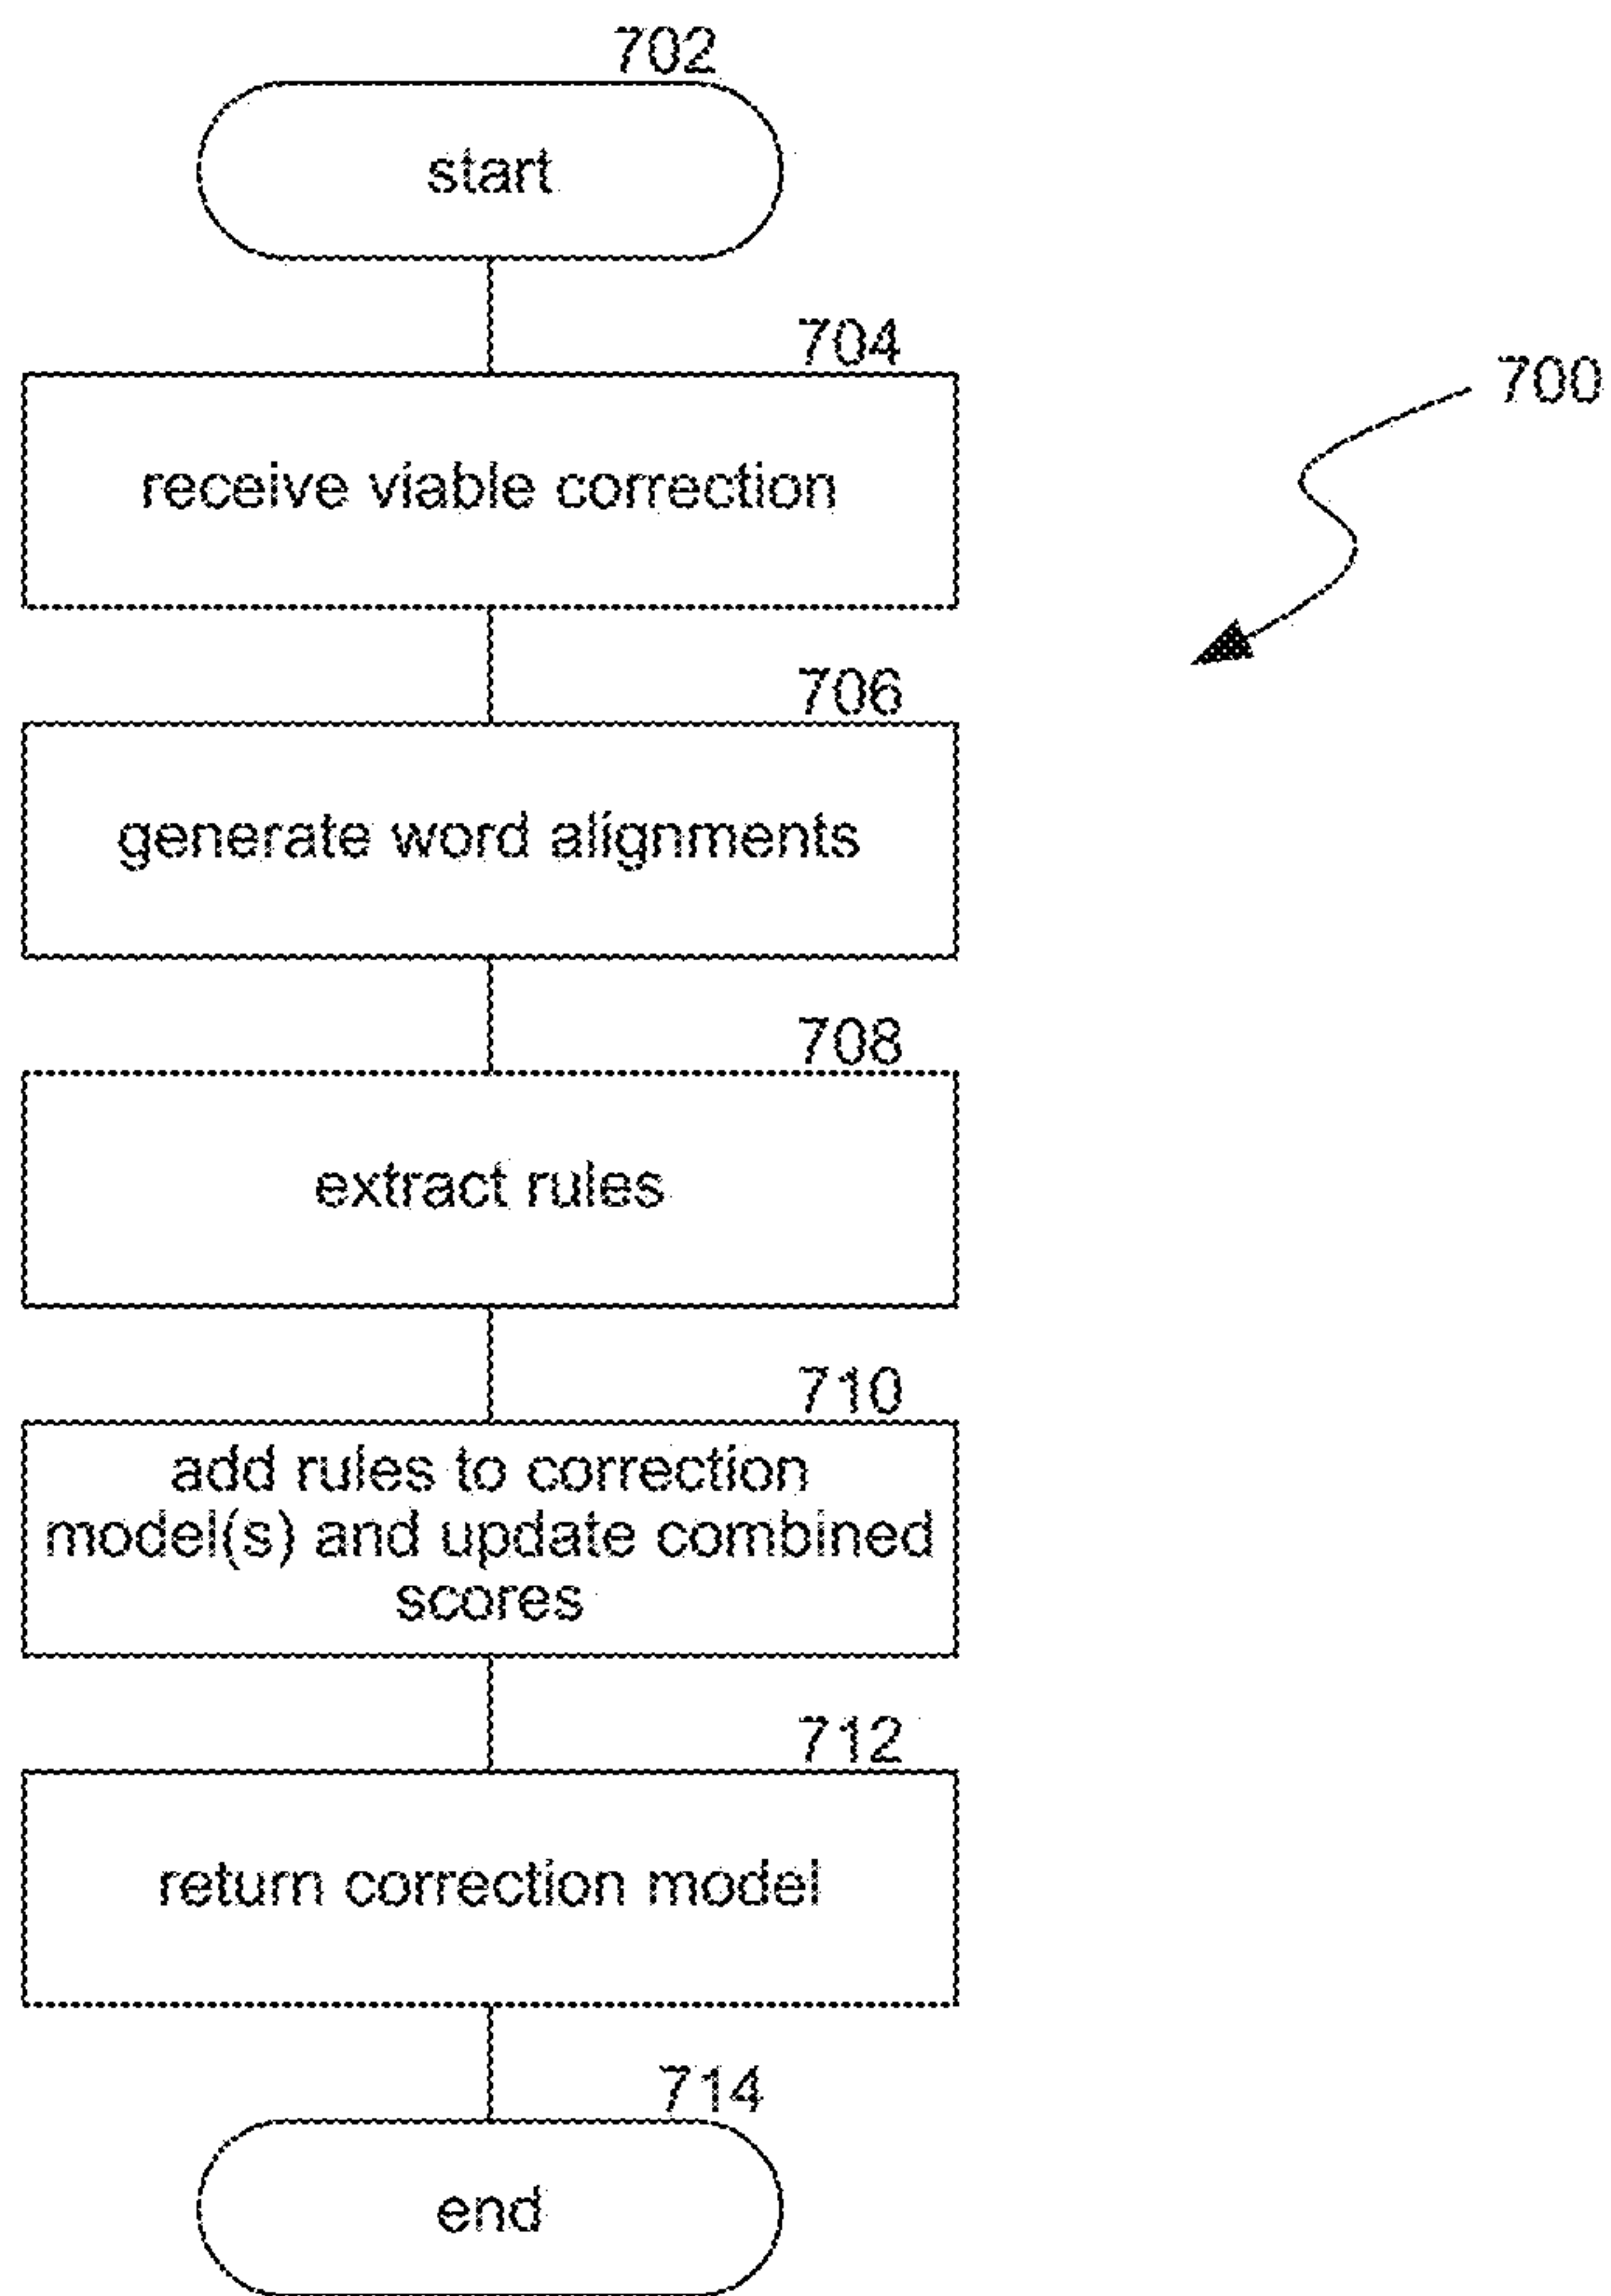 702
start
704
receive viable correction
700
706
generate word alignments
708
extract rules
710
add rules to correction
model(s) and update combined
scores
712
return correction model
714
end